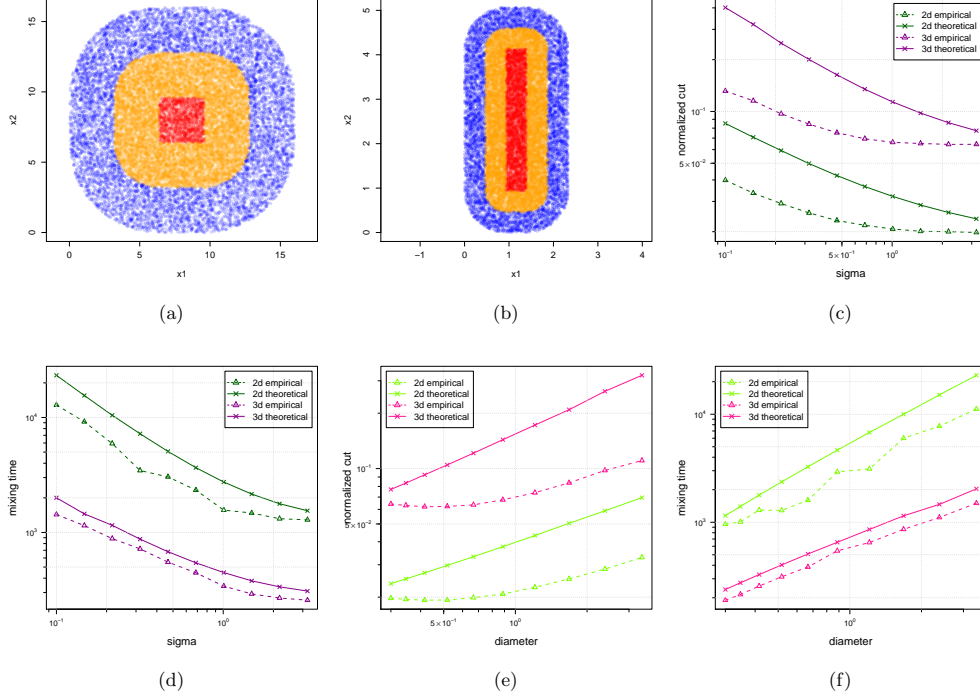 x2
0 5 10 15
0 5 10 15
x1
(a)
x2
0 1 2 3 4 5
−1 0 1 2 3 4
x1
(b)
2d empirical
2d theoretical
3d empirical
3d theoretical
normalized cut
10^−1
5×10^−2
10^−1 5×10^−1 10^0
sigma
(c)
2d empirical
2d theoretical
3d empirical
3d theoretical
mixing time
10^4
10^3
10^−1 10^0
sigma
(d)
2d empirical
2d theoretical
3d empirical
3d theoretical
normalized cut
10^−1
5×10^−2
5×10^−1 10^0
diameter
(e)
2d empirical
2d theoretical
3d empirical
3d theoretical
mixing time
10^4
10^3
10^0
diameter
(f)